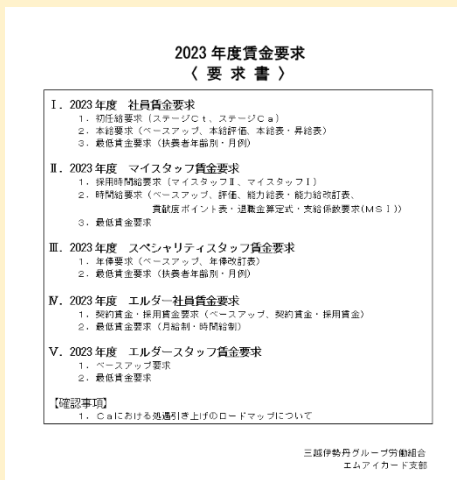 2023年度賃金要求
〈 要 求 書 〉
Ⅰ．2023年度　社員賃金要求
1．初任給要求（ステージＣｔ、ステージＣａ）
2．本給要求（ベースアップ、本給評価、本給表・昇給表）
3．最低賃金要求（扶養者年齢別・月例）
Ⅱ．2023年度　マイスタッフ賃金要求
1．採用時間給要求（マイスタッフⅡ、マイスタッフⅠ）
2．時間給要求（ベースアップ、評価、能力給表・能力給改訂表、
貢献度ポイント表・退職金算定式・支給係数要求(ＭＳⅠ))
3．最低賃金要求
Ⅲ．2023年度　スペシャリティスタッフ賃金要求
1．年俸要求（ベースアップ、年俸改訂表）
2．最低賃金要求（扶養者年齢別・月例）
Ⅳ．2023年度　エルダー社員賃金要求
1．契約賃金・採用賃金要求（ベースアップ、契約賃金・採用賃金）
2．最低賃金要求（月給制・時間給制）
Ⅴ．2023年度　エルダースタッフ賃金要求
1．ベースアップ要求
2．最低賃金要求
【確認事項】
1．Ｃａにおける処遇引き上げのロードマップについて
三越伊勢丹グループ労働組合
エムアイカード支部